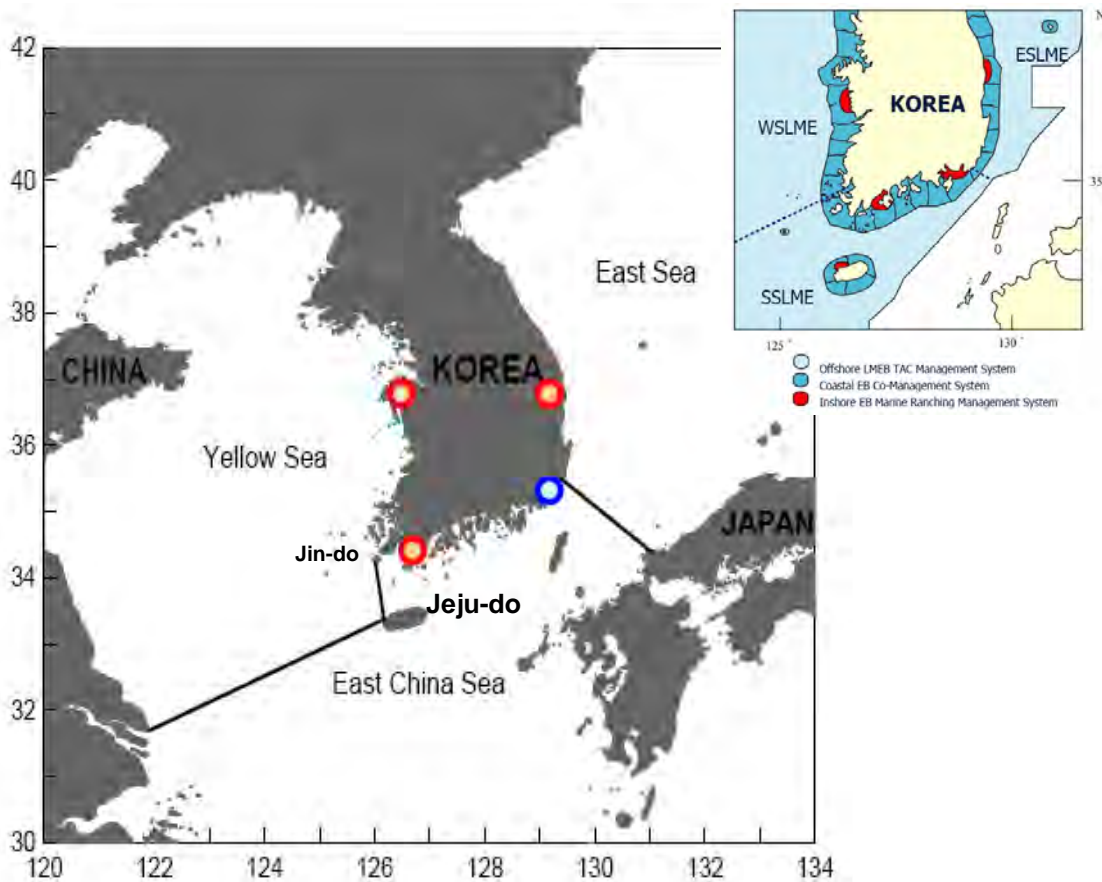 42
40
38
36
34
32
30
120
122
124
126
128
130
132
134
CHINA
KOREA
JAPAN
East Sea
Yellow Sea
Jin-do
Jeju-do
East China Sea
N
ESLME
KOREA
WSLME
35
SSLME
125°
130°
Offshore LMEB TAC Management System
Coastal EB Co-Management System
Inshore EB Marine Ranching Management System